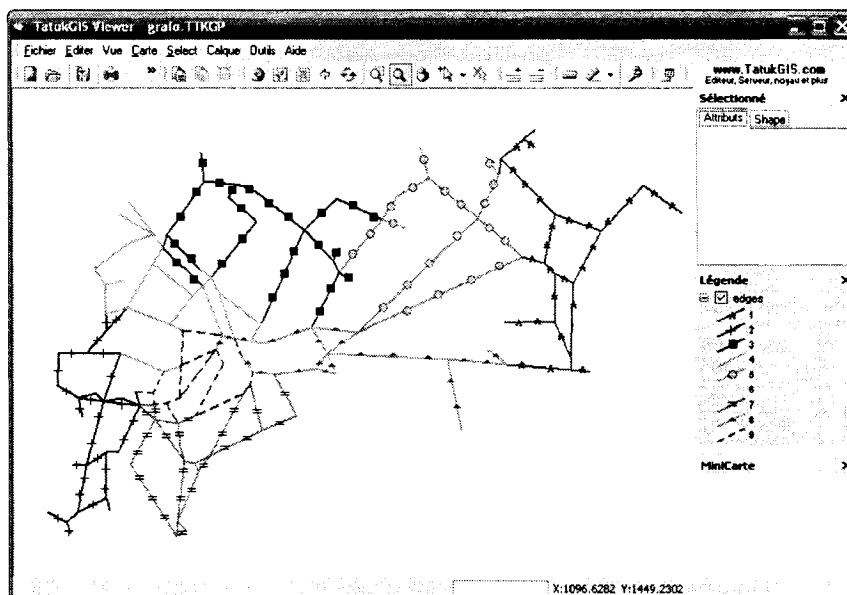 TatukGIS Viewer grafo.TTKGP
Fichier Editer Vue Carte Select Calque Outils Aide
www.TatukGIS.com
Editeur, Serveur, noyau et plus
Sélectionné
Attributs Shape
Légende
edges
1
2
3
4
5
6
7
8
9
MiniCarte
X:1096.6282 Y:1449.2302